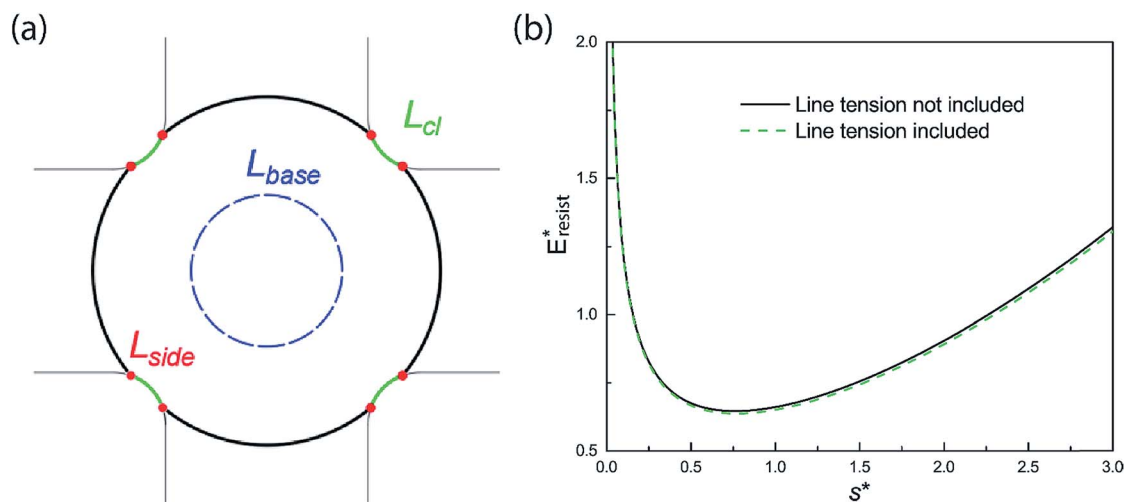 (a)
L_cl
L_base
L_side
(b)
2.0
1.5
1.0
0.5
E*resist
Line tension not included
Line tension included
0.0 0.5 1.0 1.5 2.0 2.5 3.0
s*